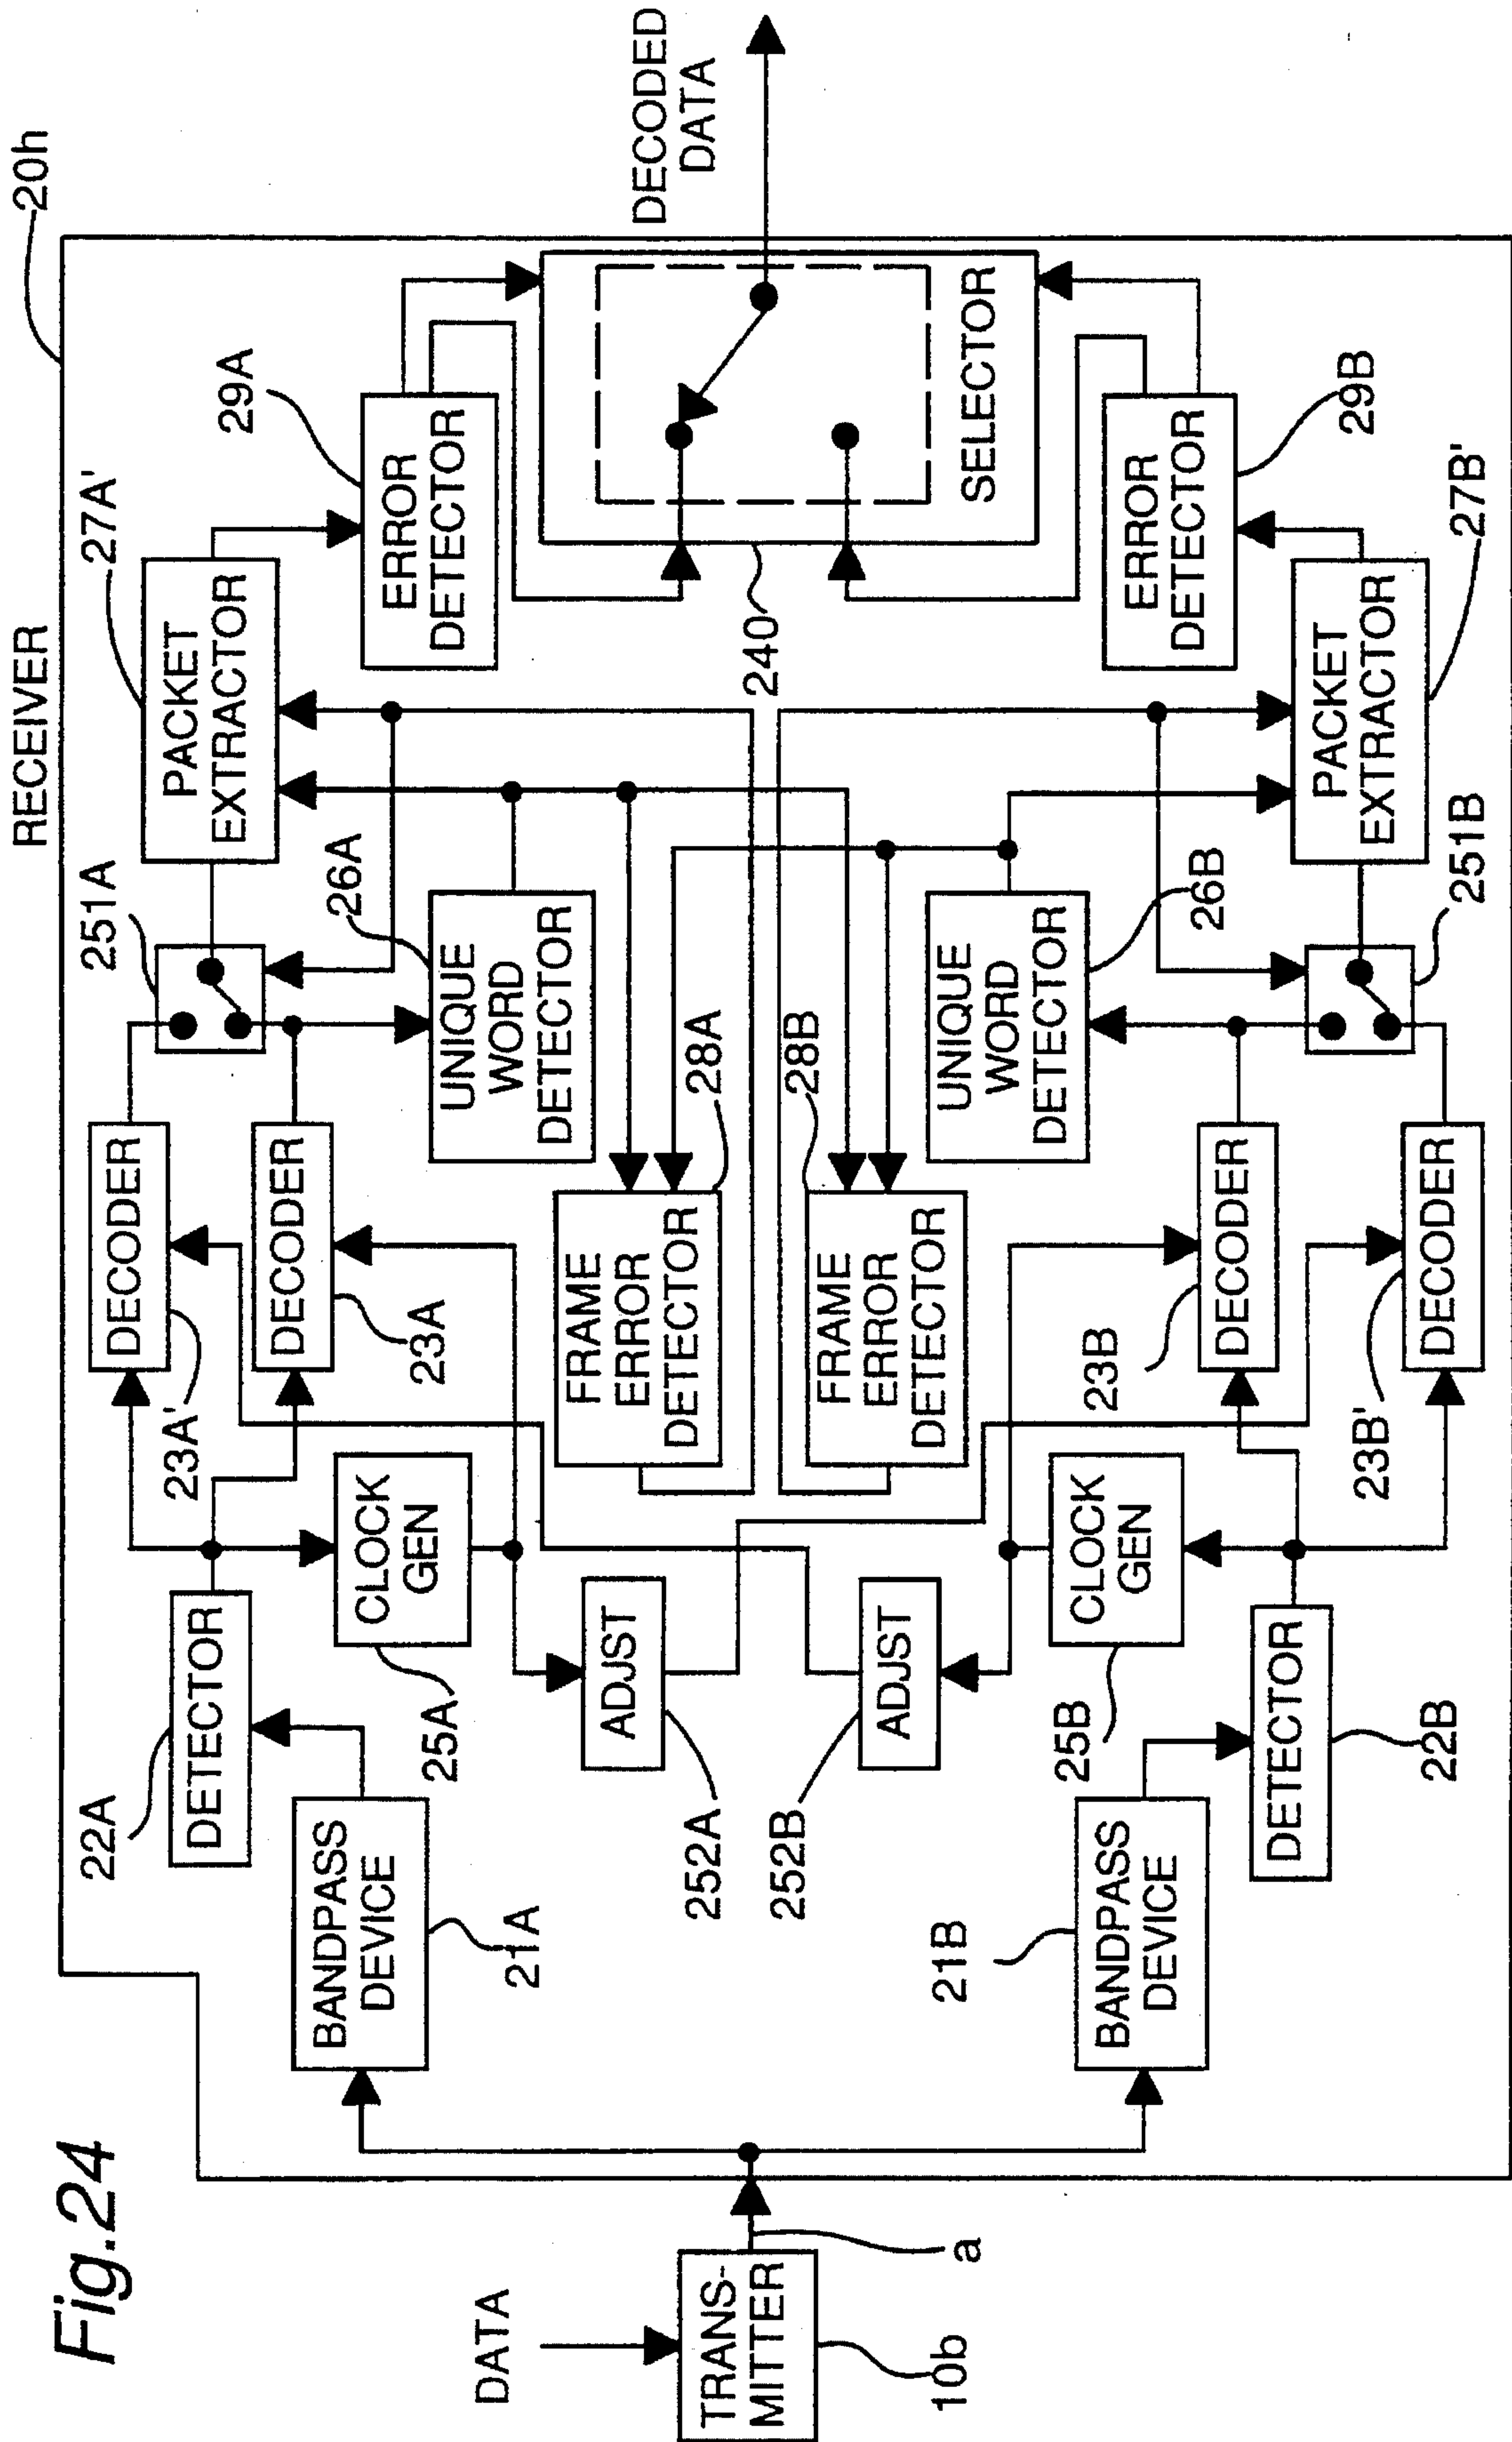 Fig.24
RECEIVER
20h
DATA
TRANS-
MITTER
10b
a
BANDPASS
DEVICE
21A
DETECTOR
22A
CLOCK
GEN
25A
DECODER
23A'
DECODER
23A
251A
PACKET
EXTRACTOR
27A'
UNIQUE
WORD
DETECTOR
26A
ERROR
DETECTOR
29A
ADJST
252A
FRAME
ERROR
DETECTOR
28A
SELECTOR
240
DECODED
DATA
ADJST
252B
FRAME
ERROR
DETECTOR
28B
BANDPASS
DEVICE
21B
DETECTOR
22B
CLOCK
GEN
25B
DECODER
23B
DECODER
23B'
UNIQUE
WORD
DETECTOR
26B
251B
PACKET
EXTRACTOR
27B'
ERROR
DETECTOR
29B